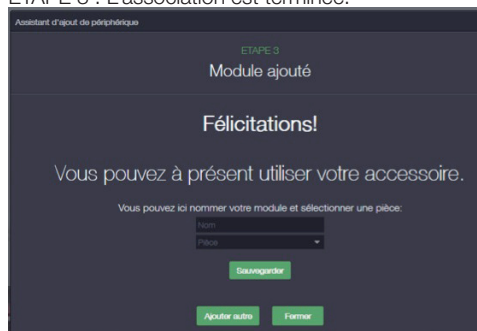 ETAPE 3 : L'association est terminée.
Assistant d'ajout de périphérique
ETAPE 3
Module ajouté
Félicitations!
Vous pouvez à présent utiliser votre accessoire.
Vous pouvez ici nommer votre module et sélectionner une pièce:
Nom
Pièce
Sauvegarder
Ajouter autre Fermer